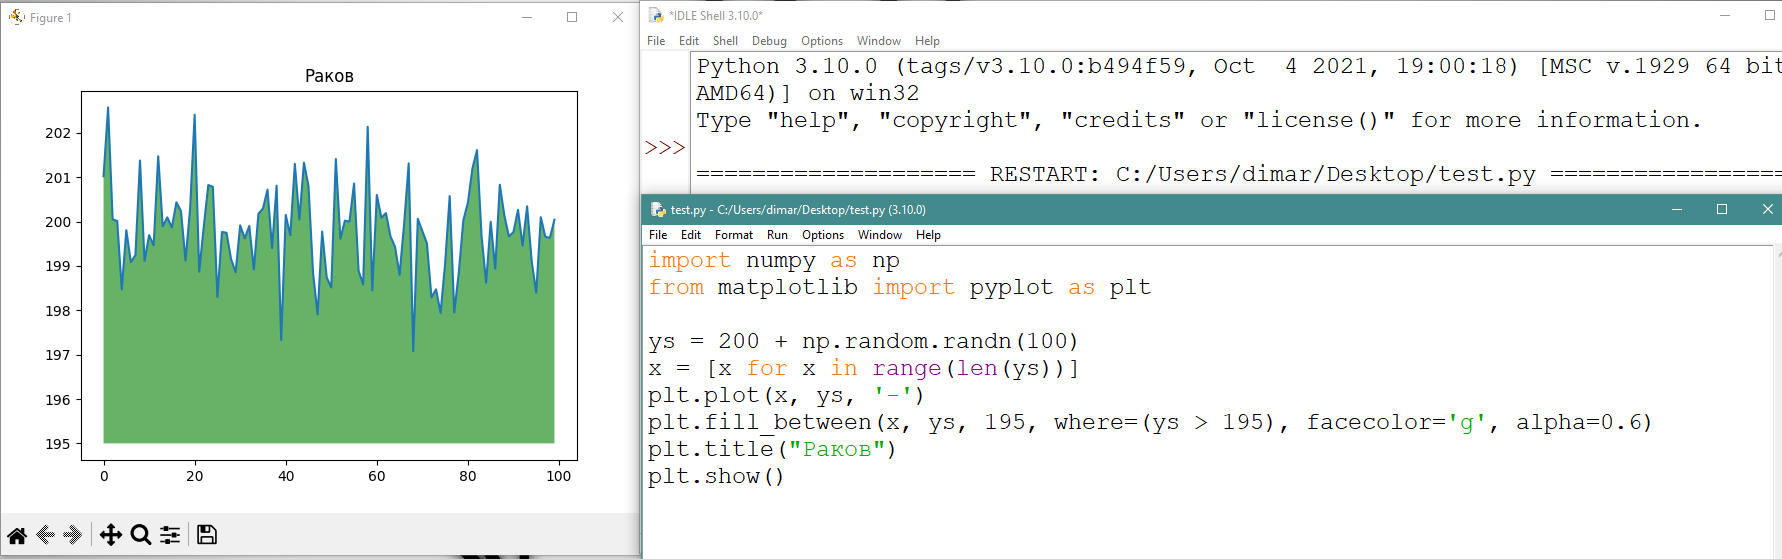 Figure 1
Раков
202
201
200
199
198
197
196
195
0 20 40 60 80 100
*IDLE Shell 3.10.0*
File Edit Shell Debug Options Window Help
Python 3.10.0 (tags/v3.10.0:b494f59, Oct  4 2021, 19:00:18) [MSC v.1929 64 bit
AMD64)] on win32
Type "help", "copyright", "credits" or "license()" for more information.
>>>
==================== RESTART: C:/Users/dimar/Desktop/test.py =================
test.py - C:/Users/dimar/Desktop/test.py (3.10.0)
File Edit Format Run Options Window Help
import numpy as np
from matplotlib import pyplot as plt
ys = 200 + np.random.randn(100)
x = [x for x in range(len(ys))]
plt.plot(x, ys, '-')
plt.fill_between(x, ys, 195, where=(ys > 195), facecolor='g', alpha=0.6)
plt.title("Раков")
plt.show()